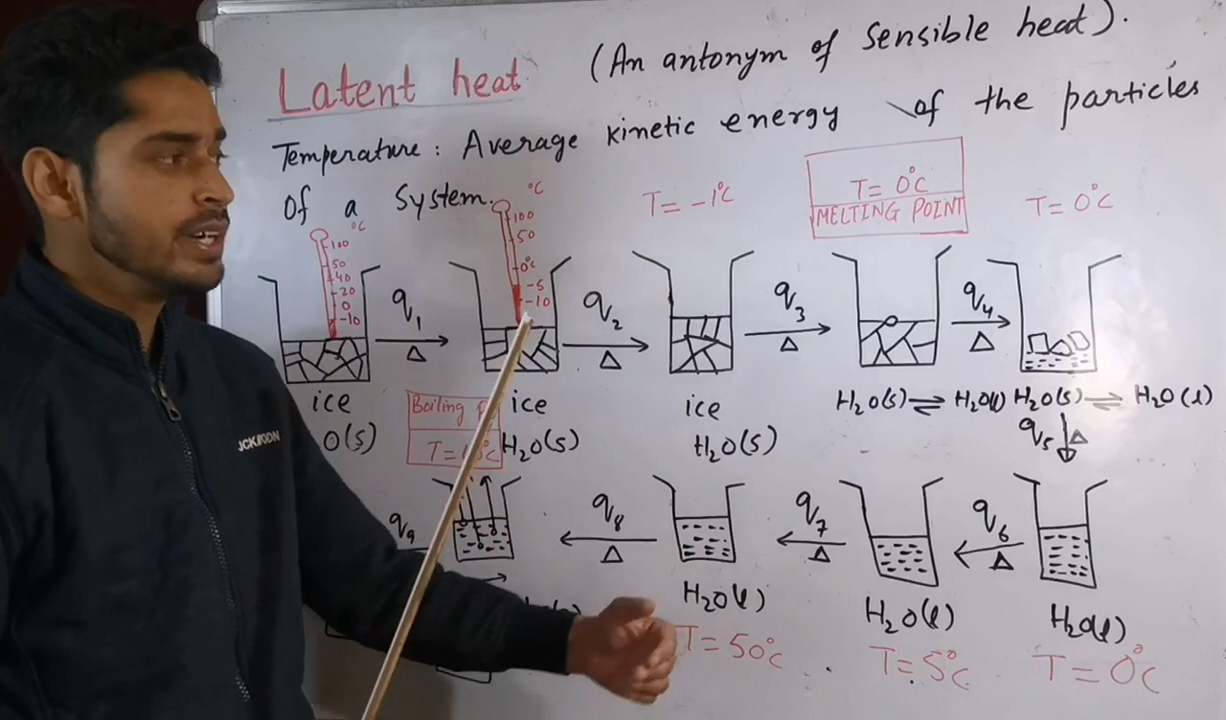 Latent heat (An antonym of sensible heat).
Temperature: Average kinetic energy of the particles
of a system.
°C
100
50
40
20
0
-10
°C
100
50
0°C
-5
-10
T = -1°C
T = 0°C
MELTING POINT
T = 0°C
q1
Δ
q2
Δ
q3
Δ
q4
Δ
ice
O(s)
ice
H2O(s)
ice
H2O(s)
H2O(s) ⇌ H2O(l)
H2O(s) ⇌ H2O(l)
q5 Δ
Boiling
T =
q9
q8
Δ
q7
Δ
q6
Δ
H2O(l)
T = 50°C
H2O(l)
T = 5°C
H2O(l)
T = 0°C